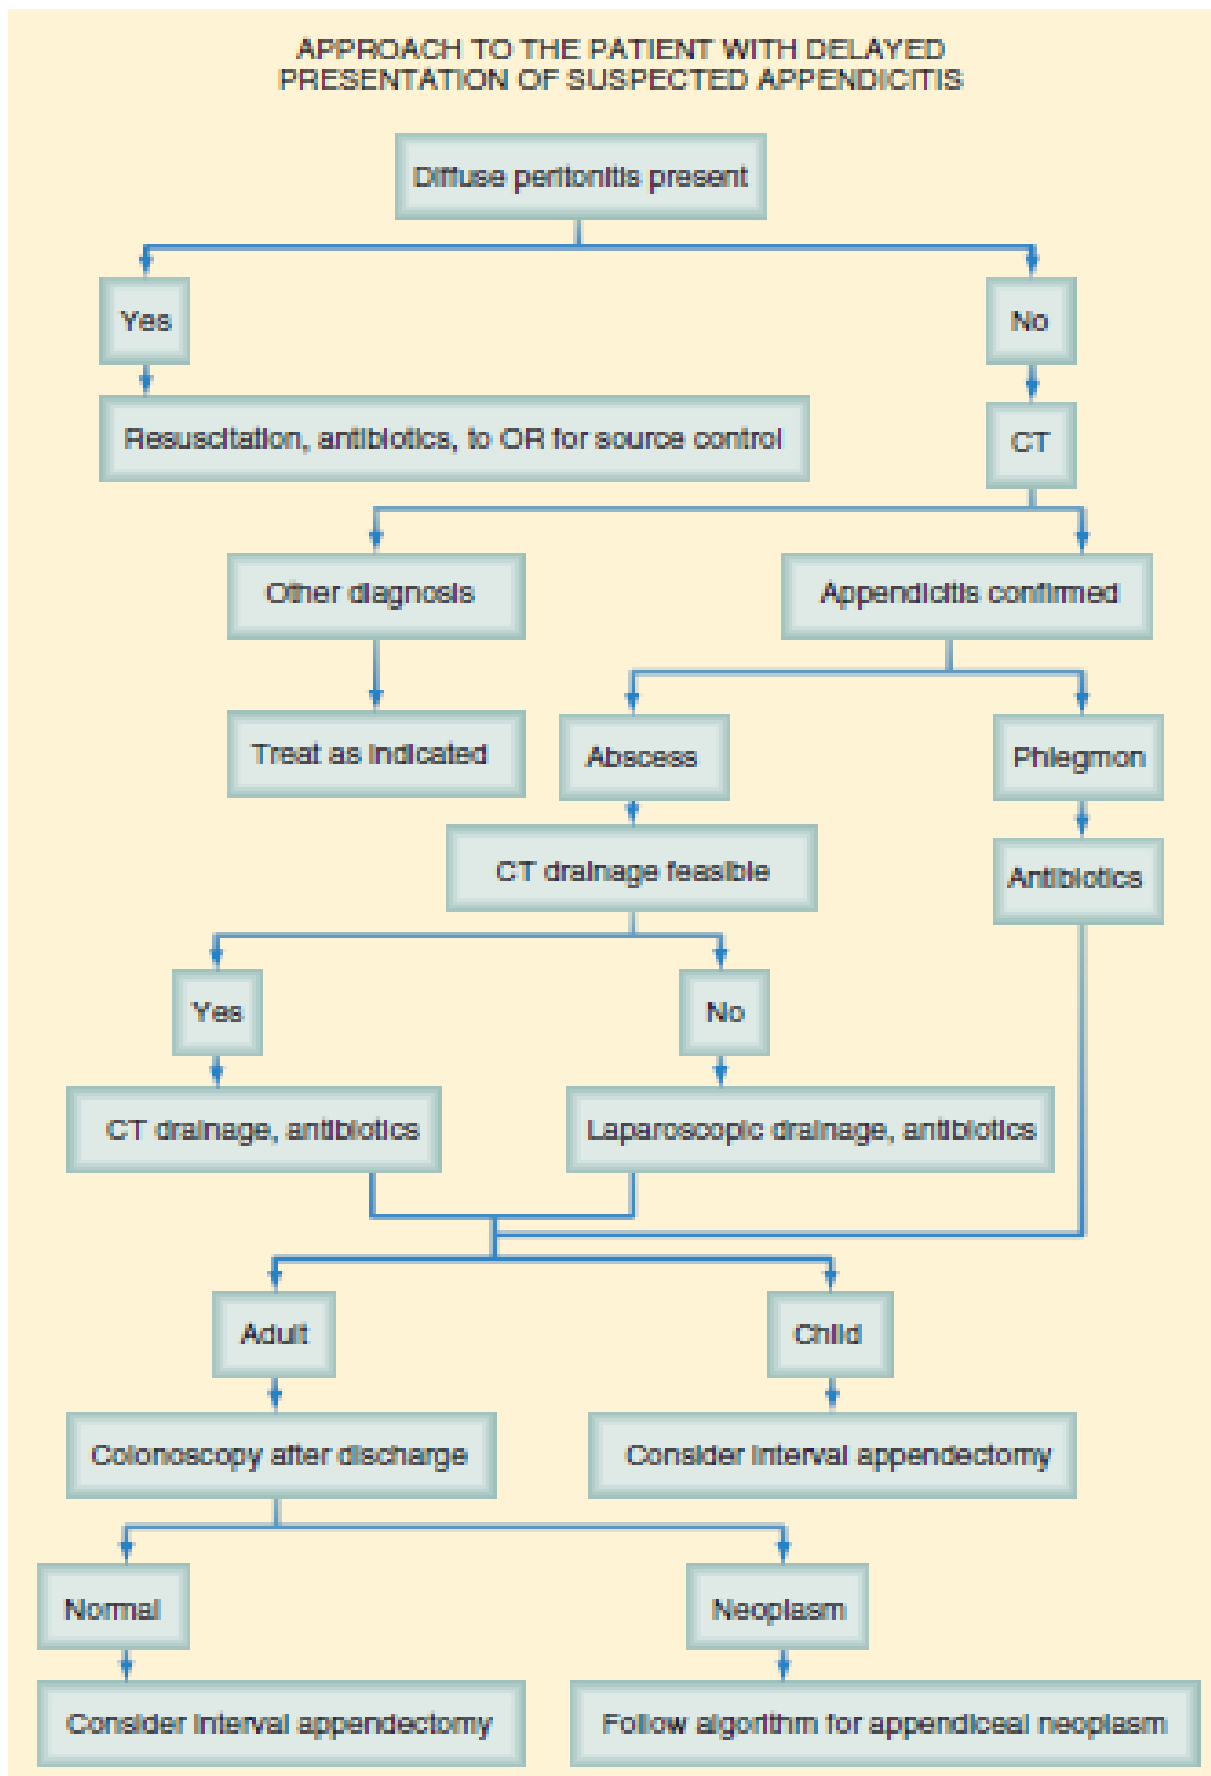 APPROACH TO THE PATIENT WITH DELAYED
PRESENTATION OF SUSPECTED APPENDICITIS
Diffuse peritonitis present
Yes
No
Resuscitation, antibiotics, to OR for source control
CT
Other diagnosis
Appendicitis confirmed
Treat as indicated
Abscess
Phlegmon
CT drainage feasible
Antibiotics
Yes
No
CT drainage, antibiotics
Laparoscopic drainage, antibiotics
Adult
Child
Colonoscopy after discharge
Consider interval appendectomy
Normal
Neoplasm
Consider interval appendectomy
Follow algorithm for appendiceal neoplasm